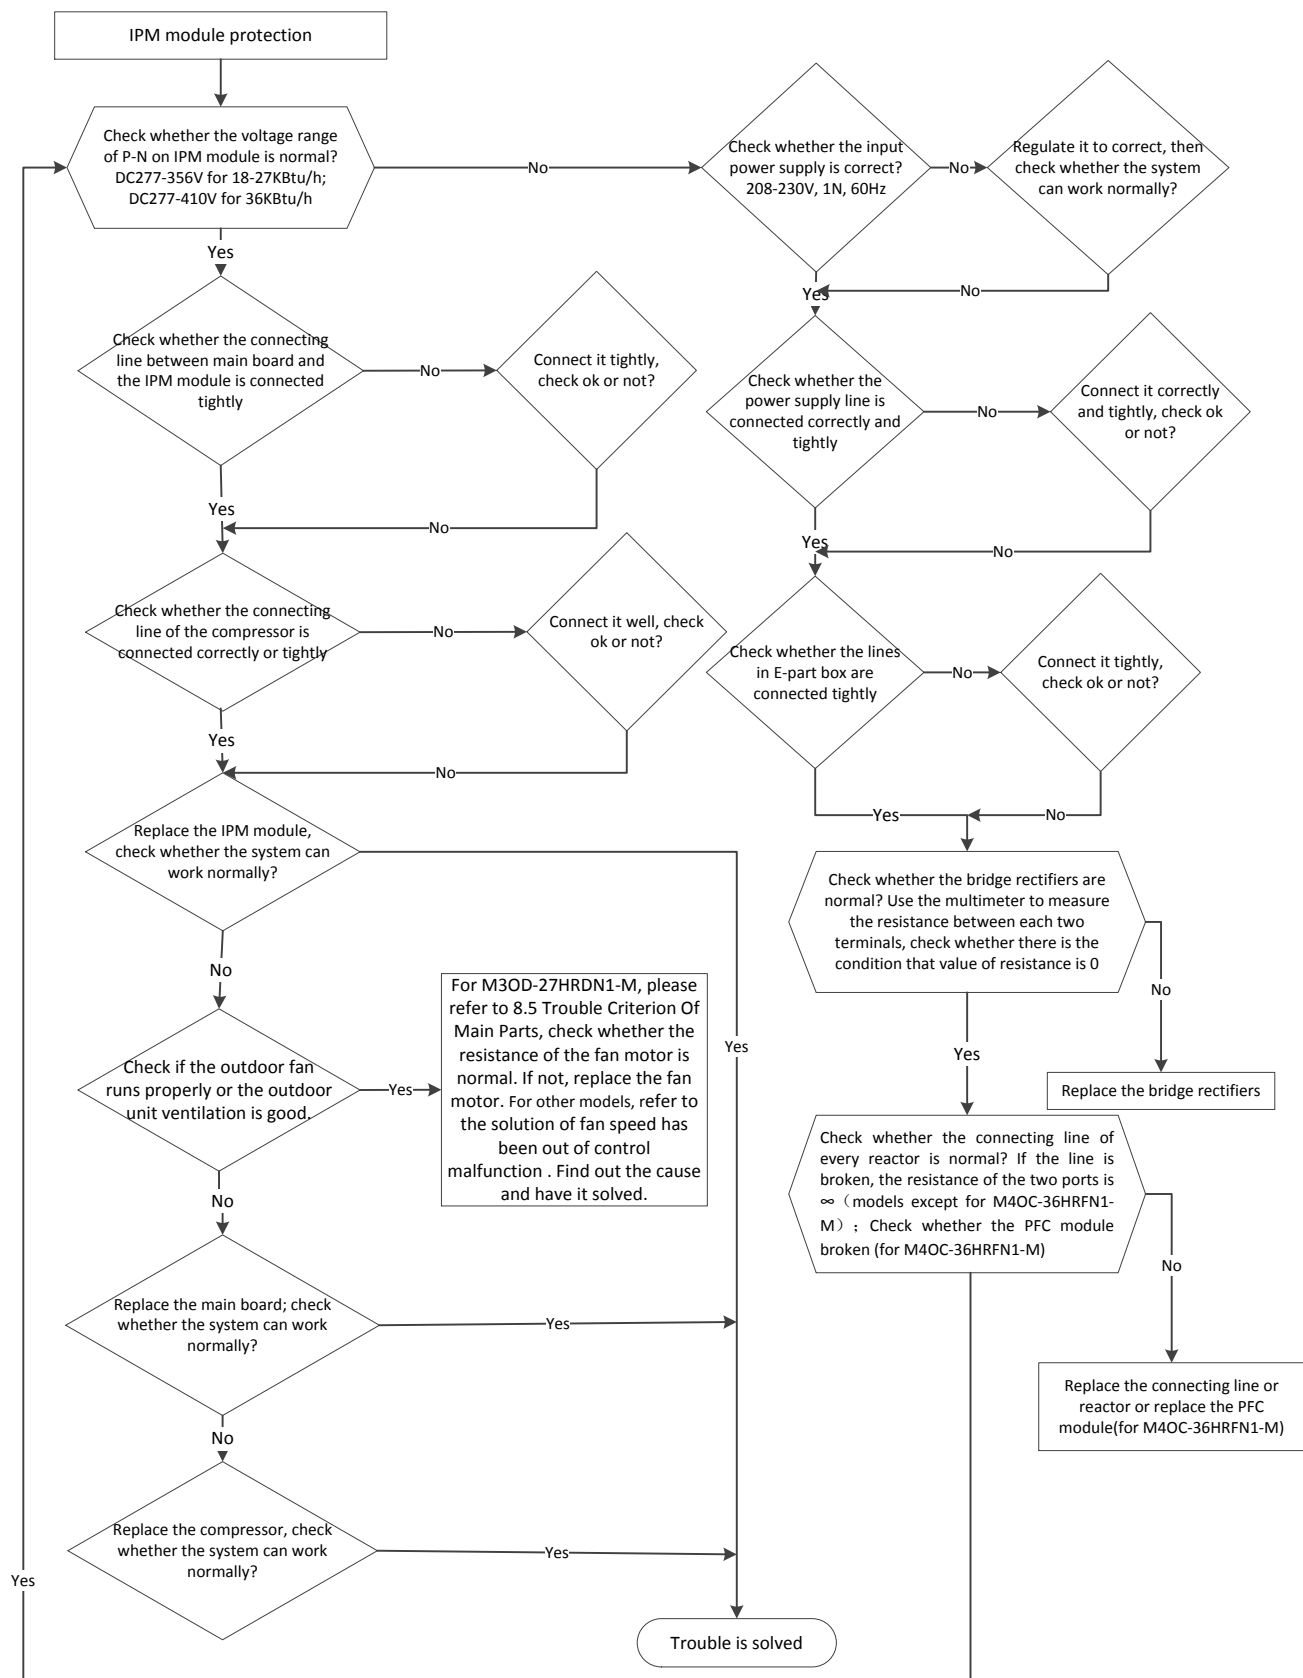 IPM module protection
Check whether the voltage range
of P-N on IPM module is normal?
DC277-356V for 18-27KBtu/h;
DC277-410V for 36KBtu/h
No
Check whether the input
power supply is correct?
208-230V, 1N, 60Hz
No
Regulate it to correct, then
check whether the system
can work normally?
Yes
No
Yes
Check whether the connecting
line between main board and
the IPM module is connected
tightly
No
Connect it tightly,
check ok or not?
Check whether the
power supply line is
connected correctly and
tightly
No
Connect it correctly
and tightly, check ok
or not?
Yes
No
Yes
No
Check whether the connecting
line of the compressor is
connected correctly or tightly
No
Connect it well, check
ok or not?
Check whether the lines
in E-part box are
connected tightly
No
Connect it tightly,
check ok or not?
Yes
No
Yes
No
Replace the IPM module,
check whether the system can
work normally?
Check whether the bridge rectifiers are
normal? Use the multimeter to measure
the resistance between each two
terminals, check whether there is the
condition that value of resistance is 0
No
No
Yes
Yes
Replace the bridge rectifiers
Check if the outdoor fan
runs properly or the outdoor
unit ventilation is good.
Yes
For M3OD-27HRDN1-M, please
refer to 8.5 Trouble Criterion Of
Main Parts, check whether the
resistance of the fan motor is
normal. If not, replace the fan
motor. For other models, refer to
the solution of fan speed has
been out of control
malfunction . Find out the cause
and have it solved.
Check whether the connecting line of
every reactor is normal? If the line is
broken, the resistance of the two ports is
∞（models except for M4OC-36HRFN1-
M）; Check whether the PFC module
broken (for M4OC-36HRFN1-M)
No
No
Replace the main board; check
whether the system can work
normally?
Yes
Replace the connecting line or
reactor or replace the PFC
module(for M4OC-36HRFN1-M)
No
Replace the compressor, check
whether the system can work
normally?
Yes
Yes
Trouble is solved